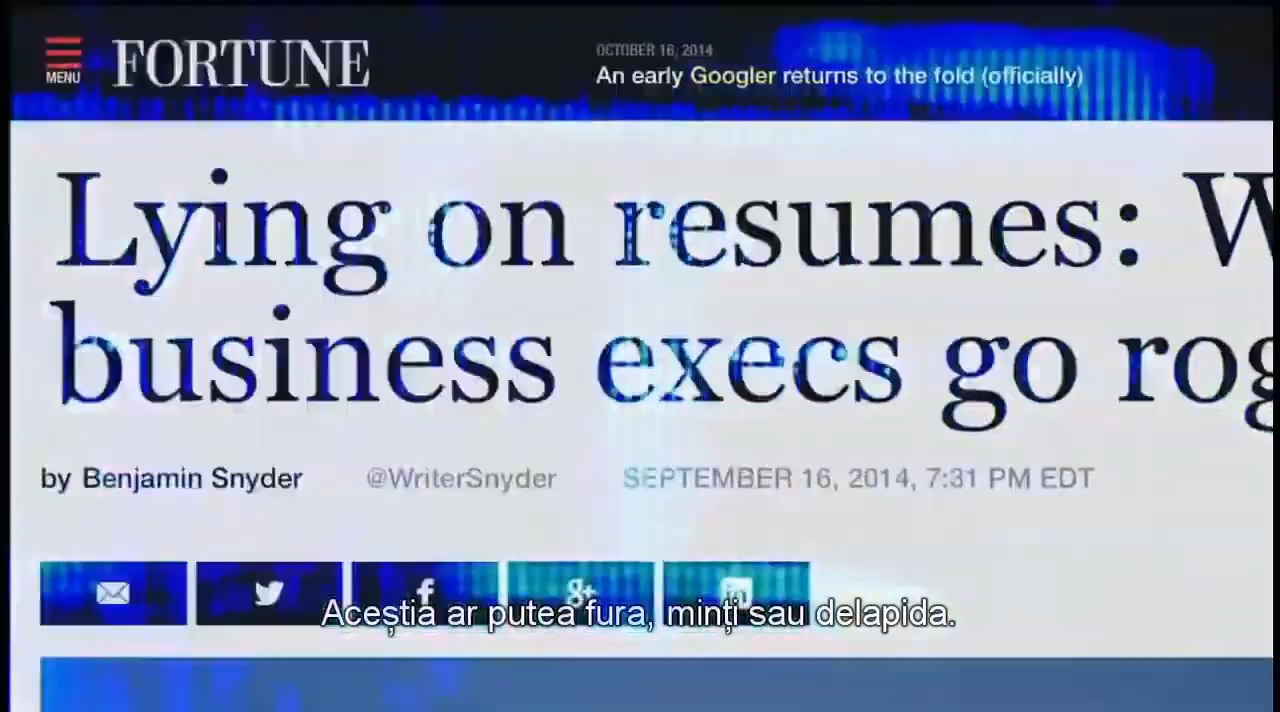 MENU
FORTUNE
OCTOBER 16, 2014
An early Googler returns to the fold (officially)
Lying on resumes: W
business execs go rog
by Benjamin Snyder @WriterSnyder SEPTEMBER 16, 2014, 7:31 PM EDT
f g+ in
Aceștia ar putea fura, minți sau delapida.